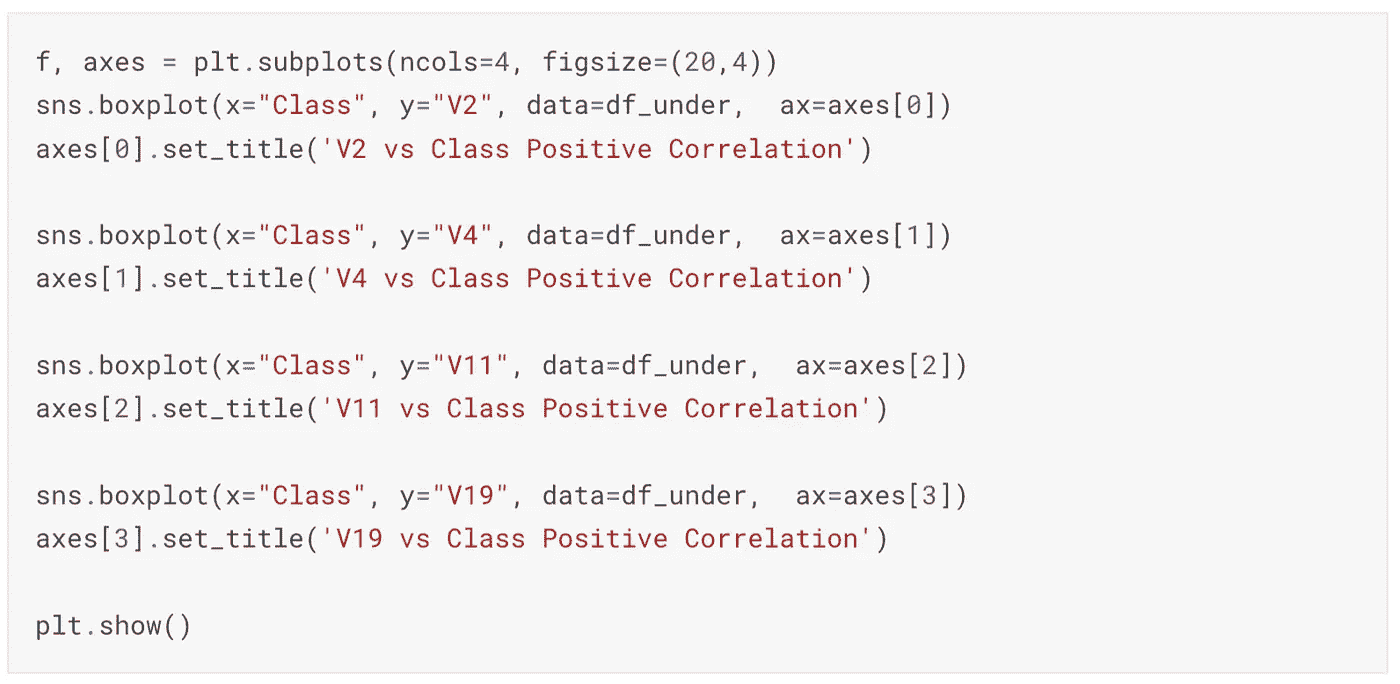 f, axes = plt.subplots(ncols=4, figsize=(20,4))
sns.boxplot(x="Class", y="V2", data=df_under,  ax=axes[0])
axes[0].set_title('V2 vs Class Positive Correlation')
sns.boxplot(x="Class", y="V4", data=df_under,  ax=axes[1])
axes[1].set_title('V4 vs Class Positive Correlation')
sns.boxplot(x="Class", y="V11", data=df_under,  ax=axes[2])
axes[2].set_title('V11 vs Class Positive Correlation')
sns.boxplot(x="Class", y="V19", data=df_under,  ax=axes[3])
axes[3].set_title('V19 vs Class Positive Correlation')
plt.show()